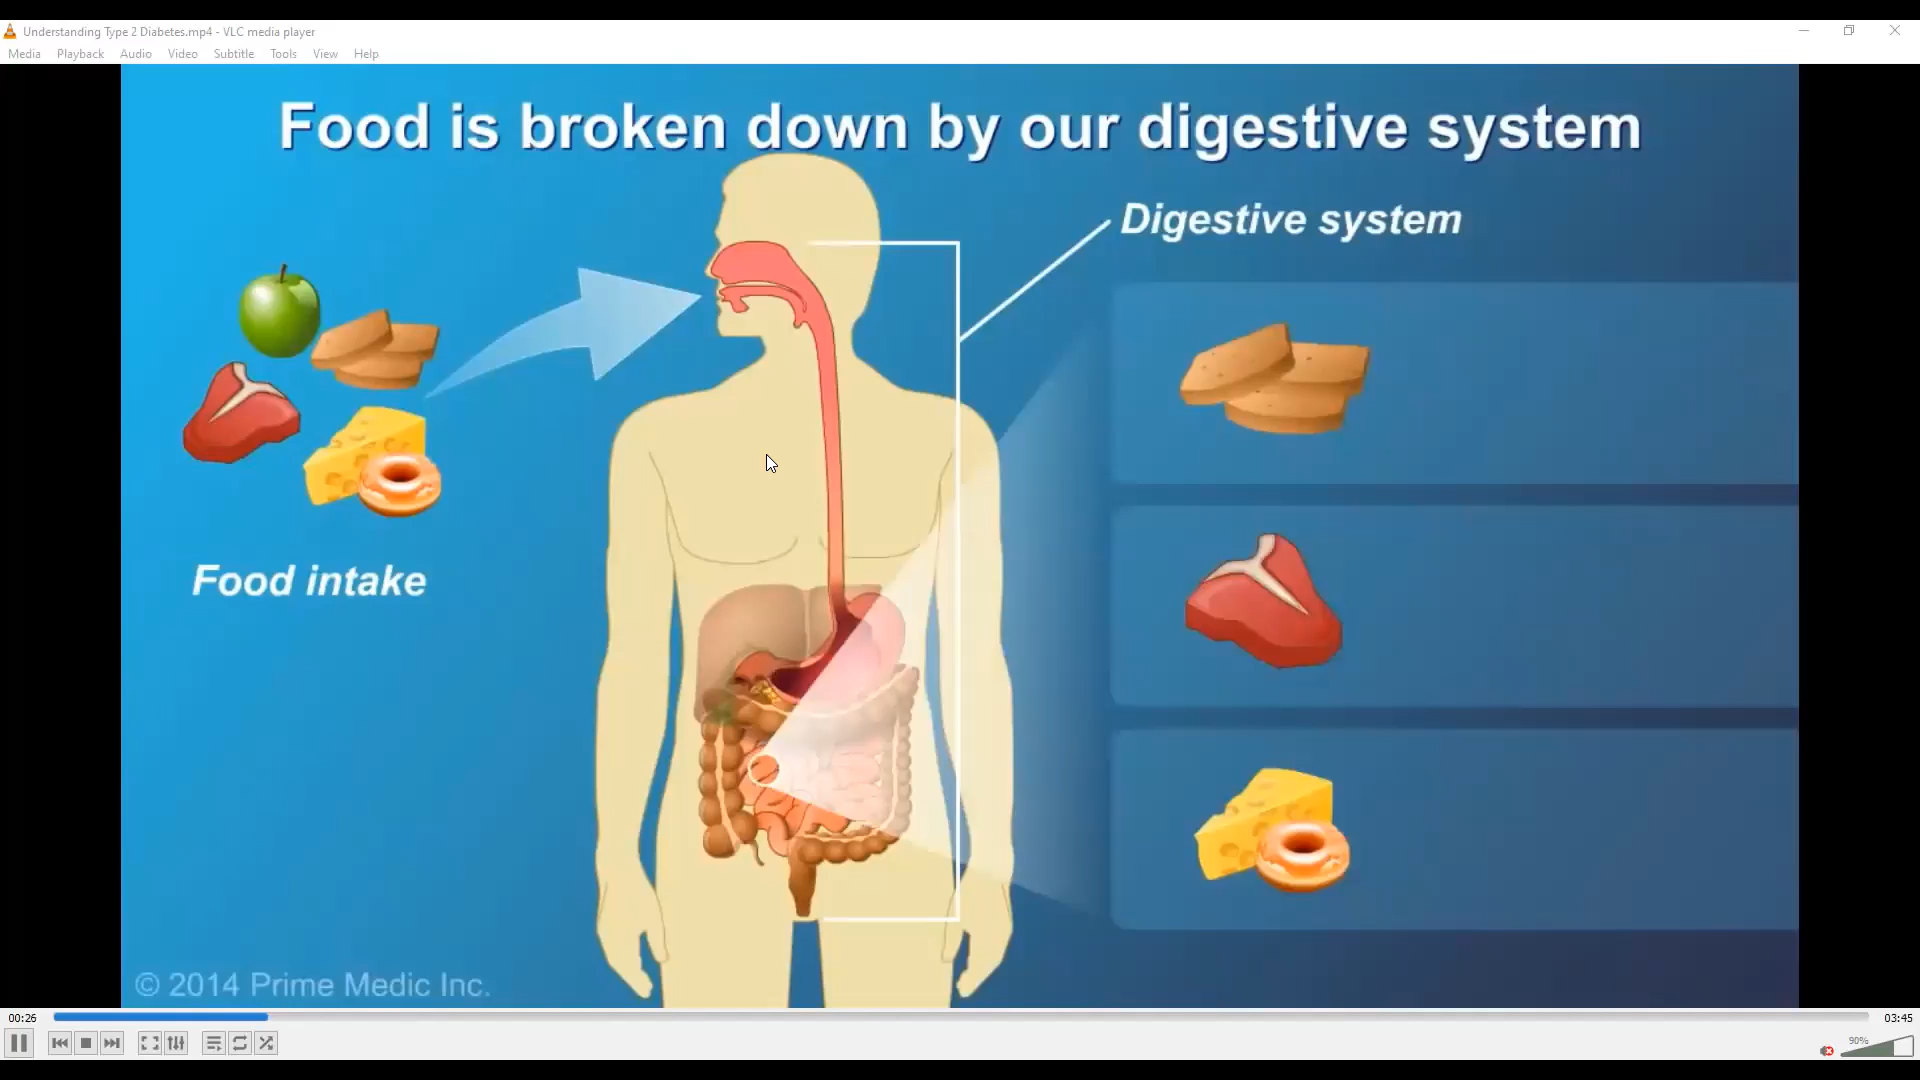 Understanding Type 2 Diabetes.mp4 - VLC media player
Media Playback Audio Video Subtitle Tools View Help
Food is broken down by our digestive system
Digestive system
Food intake
© 2014 Prime Medic Inc.
00:26
03:45
90%